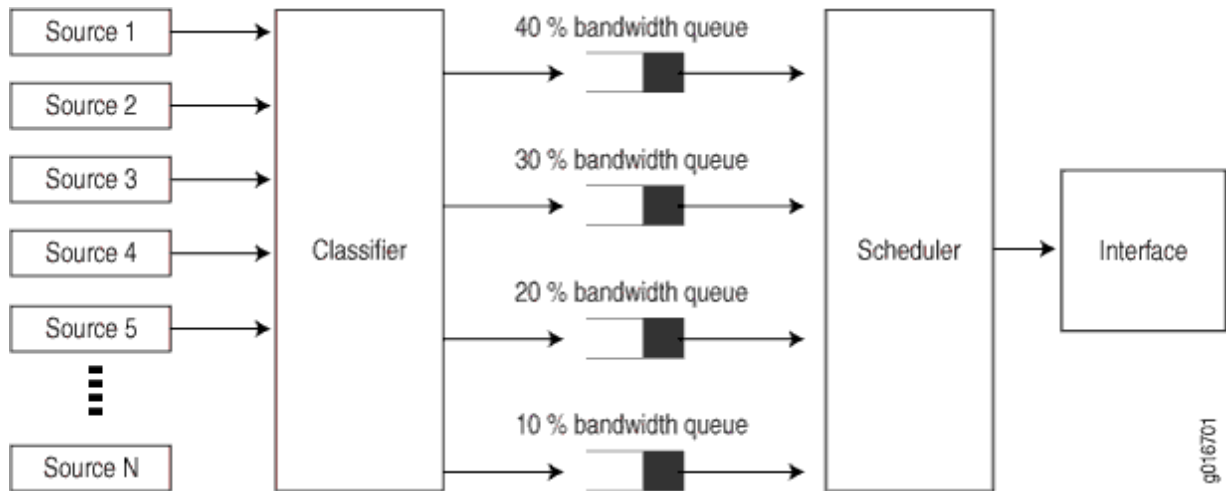 Source 1
Source 2
Source 3
Source 4
Source 5
Source N
Classifier
40 % bandwidth queue
30 % bandwidth queue
20 % bandwidth queue
10 % bandwidth queue
Scheduler
Interface
g016701